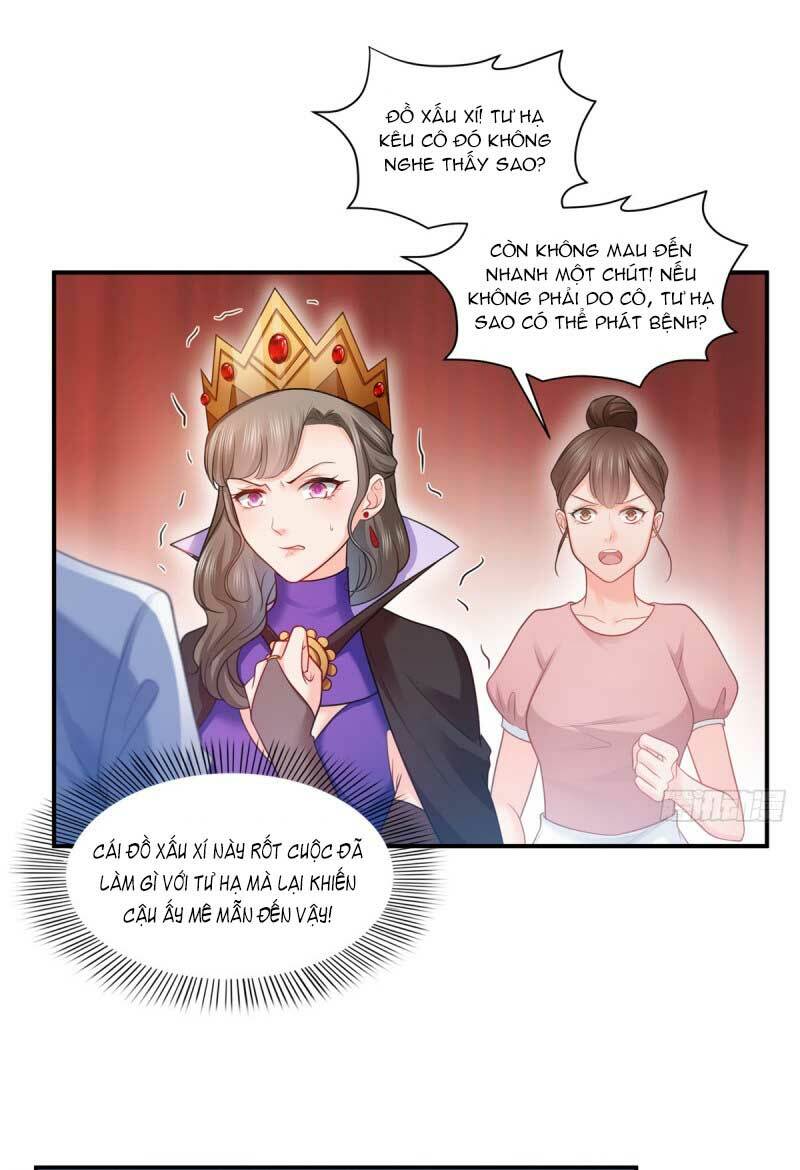 ĐỒ XẤU XÍ! TƯ HẠ
KÊU CÔ ĐÓ KHÔNG
NGHE THẤY SAO?
CÒN KHÔNG MAU ĐẾN
NHANH MỘT CHÚT! NẾU
KHÔNG PHẢI DO CÔ, TƯ HẠ
SAO CÓ THỂ PHÁT BỆNH?
CÁI ĐỒ XẤU XÍ NÀY RỐT CUỘC ĐÃ
LÀM GÌ VỚI TƯ HẠ MÀ LẠI KHIẾN
CẬU ẤY MÊ MẪN ĐẾN VẬY!